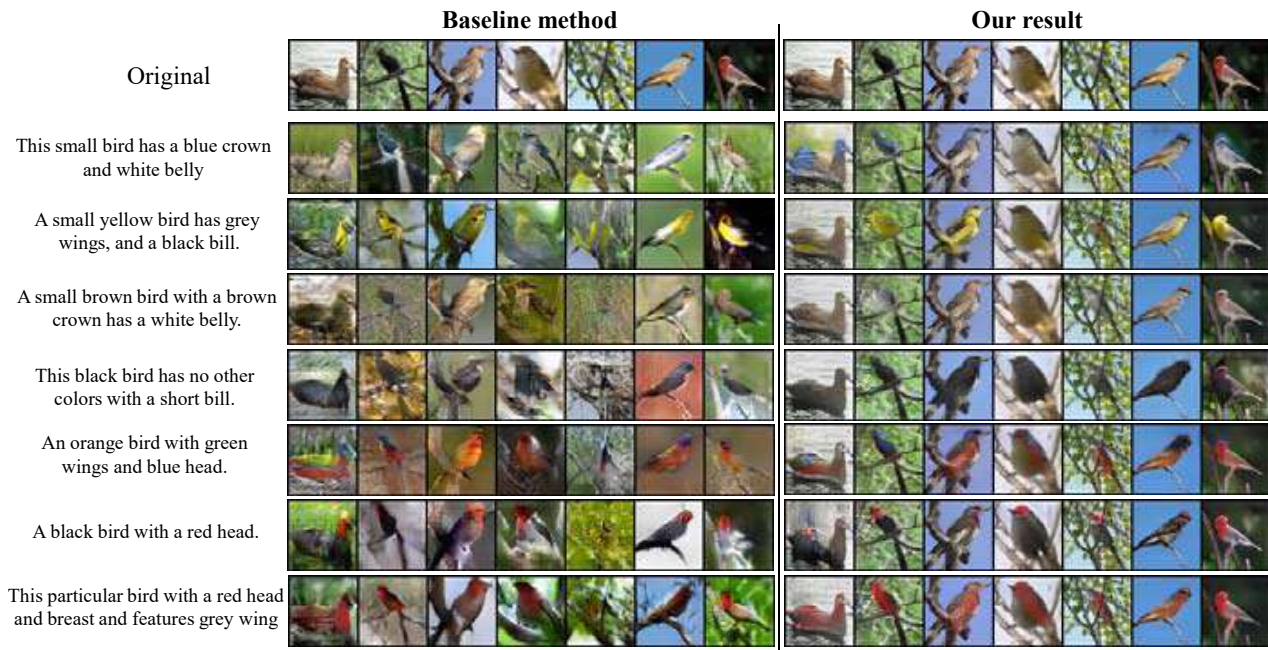 Baseline method
Our result
Original
This small bird has a blue crown
and white belly
A small yellow bird has grey
wings, and a black bill.
A small brown bird with a brown
crown has a white belly.
This black bird has no other
colors with a short bill.
An orange bird with green
wings and blue head.
A black bird with a red head.
This particular bird with a red head
and breast and features grey wing